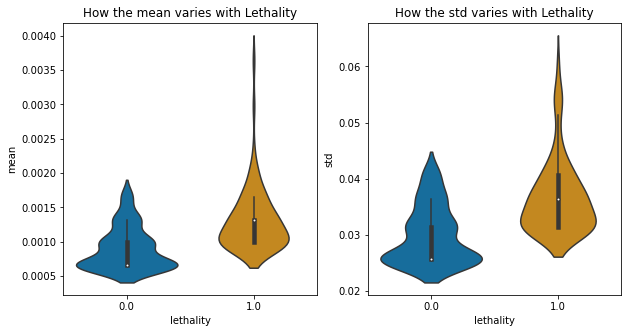 How the mean varies with Lethality
mean
0.0040
0.0035
0.0030
0.0025
0.0020
0.0015
0.0010
0.0005
0.0
1.0
lethality
How the std varies with Lethality
std
0.06
0.05
0.04
0.03
0.02
0.0
1.0
lethality